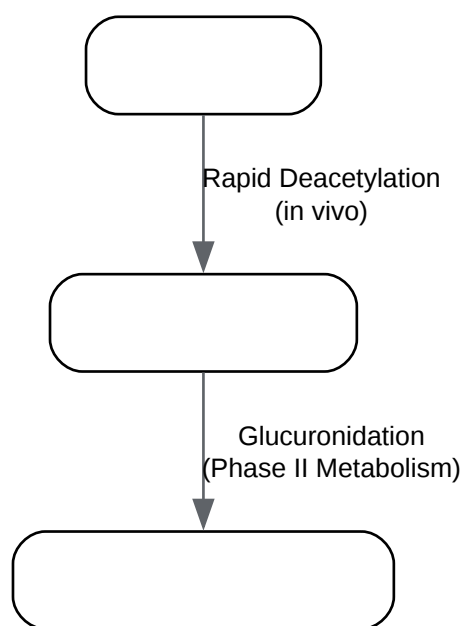 Rapid Deacetylation
(in vivo)
Glucuronidation
(Phase II Metabolism)